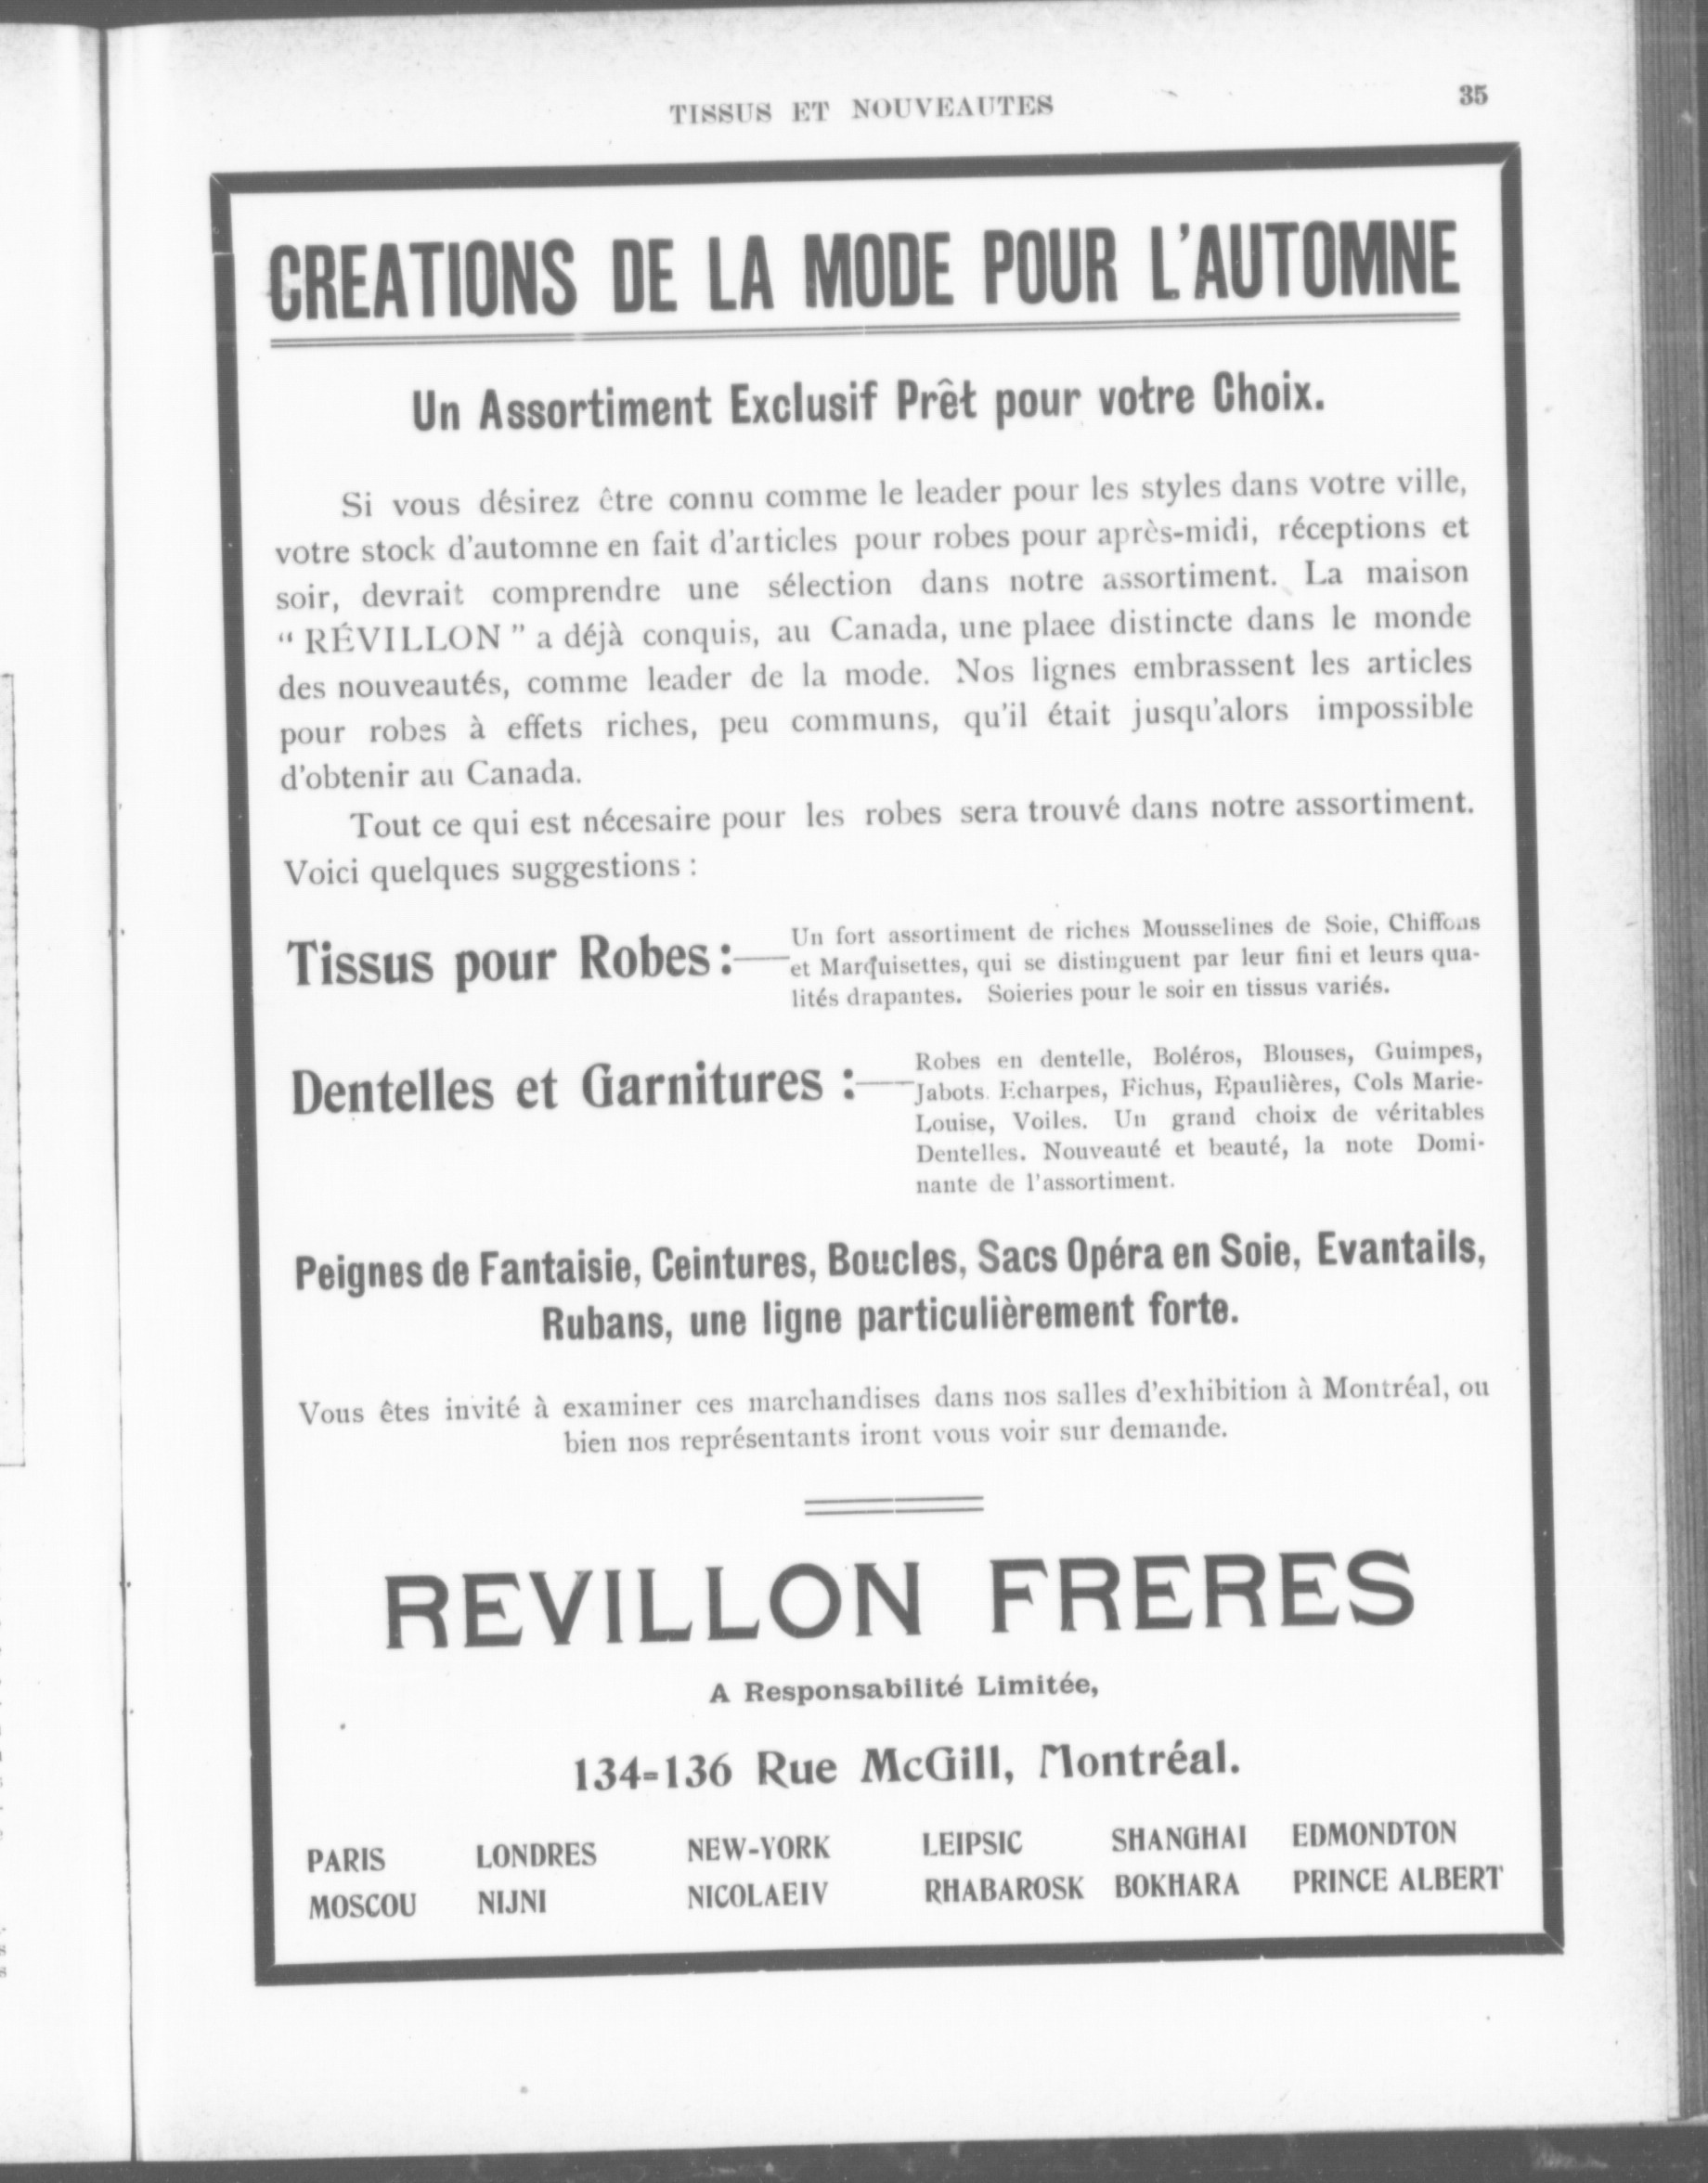 TISSUS ET NOUVEAUTES
35
CREATIONS DE LA MODE POUR L'AUTOMNE
Un Assortiment Exclusif Prêt pour votre Choix.
Si vous désirez être connu comme le leader pour les styles dans votre ville,
votre stock d'automne en fait d'articles pour robes pour après-midi, réceptions et
soir, devrait comprendre une sélection dans notre assortiment. La maison
“ RÉVILLON ” a déjà conquis, au Canada, une place distincte dans le monde
des nouveautés, comme leader de la mode. Nos lignes embrassent les articles
pour robes à effets riches, peu communs, qu'il était jusqu'alors impossible
d'obtenir au Canada.
Tout ce qui est nécesaire pour les robes sera trouvé dans notre assortiment.
Voici quelques suggestions :
Tissus pour Robes :— Un fort assortiment de riches Mousselines de Soie, Chiffons
et Marquisettes, qui se distinguent par leur fini et leurs qua-
lités drapantes. Soieries pour le soir en tissus variés.
Dentelles et Garnitures :— Robes en dentelle, Boléros, Blouses, Guimpes,
Jabots. Echarpes, Fichus, Epaulières, Cols Marie-
Louise, Voiles. Un grand choix de véritables
Dentelles. Nouveauté et beauté, la note Domi-
nante de l'assortiment.
Peignes de Fantaisie, Ceintures, Boucles, Sacs Opéra en Soie, Evantails,
Rubans, une ligne particulièrement forte.
Vous êtes invité à examiner ces marchandises dans nos salles d'exhibition à Montréal, ou
bien nos représentants iront vous voir sur demande.
REVILLON FRERES
A Responsabilité Limitée,
134-136 Rue McGill, Montréal.
PARIS LONDRES NEW-YORK LEIPSIC SHANGHAI EDMONDTON
MOSCOU NIJNI NICOLAEIV RHABAROSK BOKHARA PRINCE ALBERT